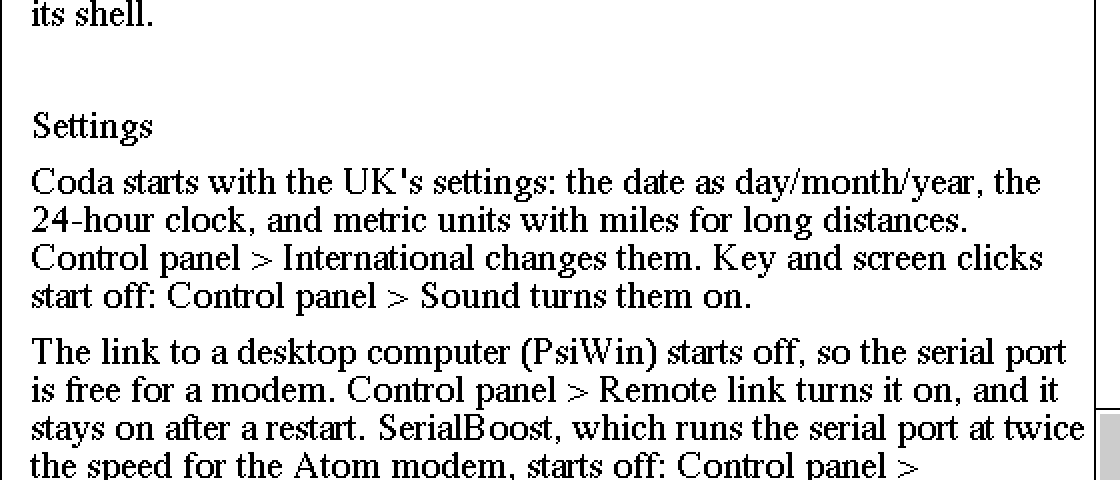 its shell.
Settings
Coda starts with the UK's settings: the date as day/month/year, the
24-hour clock, and metric units with miles for long distances.
Control panel > International changes them. Key and screen clicks
start off: Control panel > Sound turns them on.
The link to a desktop computer (PsiWin) starts off, so the serial port
is free for a modem. Control panel > Remote link turns it on, and it
stays on after a restart. SerialBoost, which runs the serial port at twice
the speed for the Atom modem, starts off: Control panel >